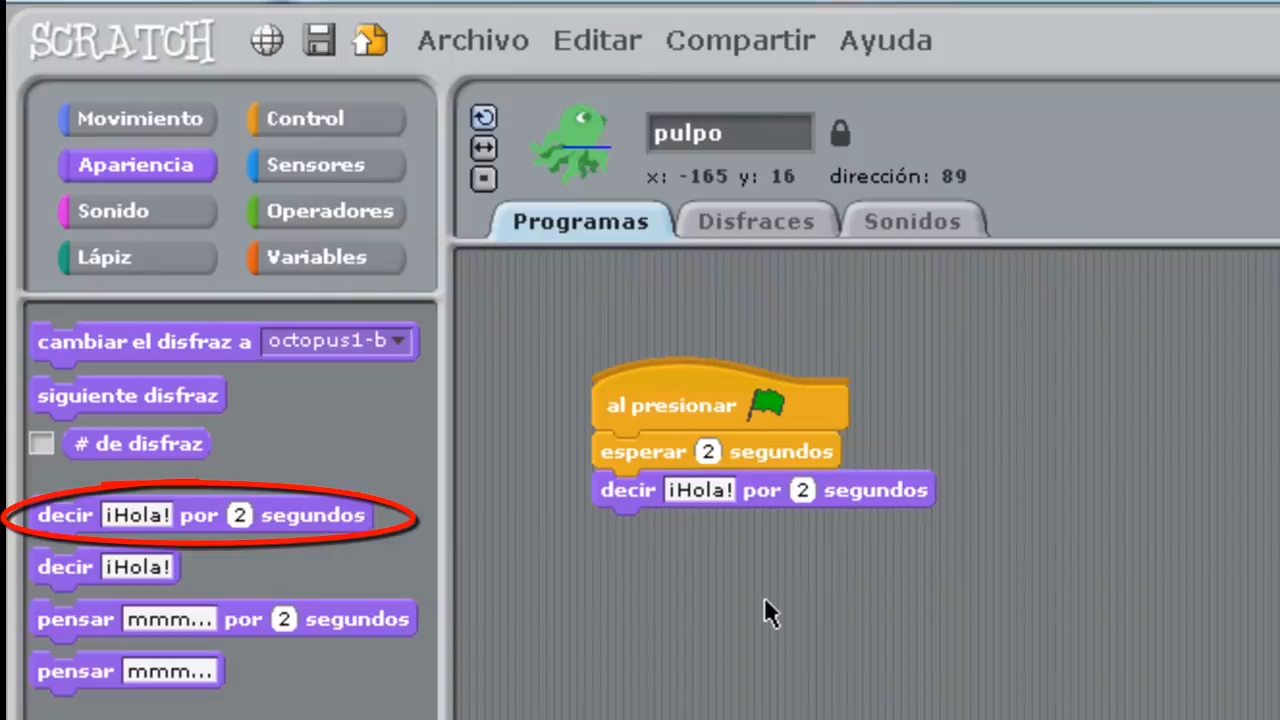 SCRATCH Archivo Editar Compartir Ayuda
Movimiento Control
Apariencia Sensores
Sonido Operadores
Lápiz Variables
pulpo
x: -165 y: 16 dirección: 89
Programas Disfraces Sonidos
cambiar el disfraz a octopus1-b
siguiente disfraz
# de disfraz
decir ¡Hola! por 2 segundos
decir ¡Hola!
pensar mmm... por 2 segundos
pensar mmm...
al presionar
esperar 2 segundos
decir ¡Hola! por 2 segundos